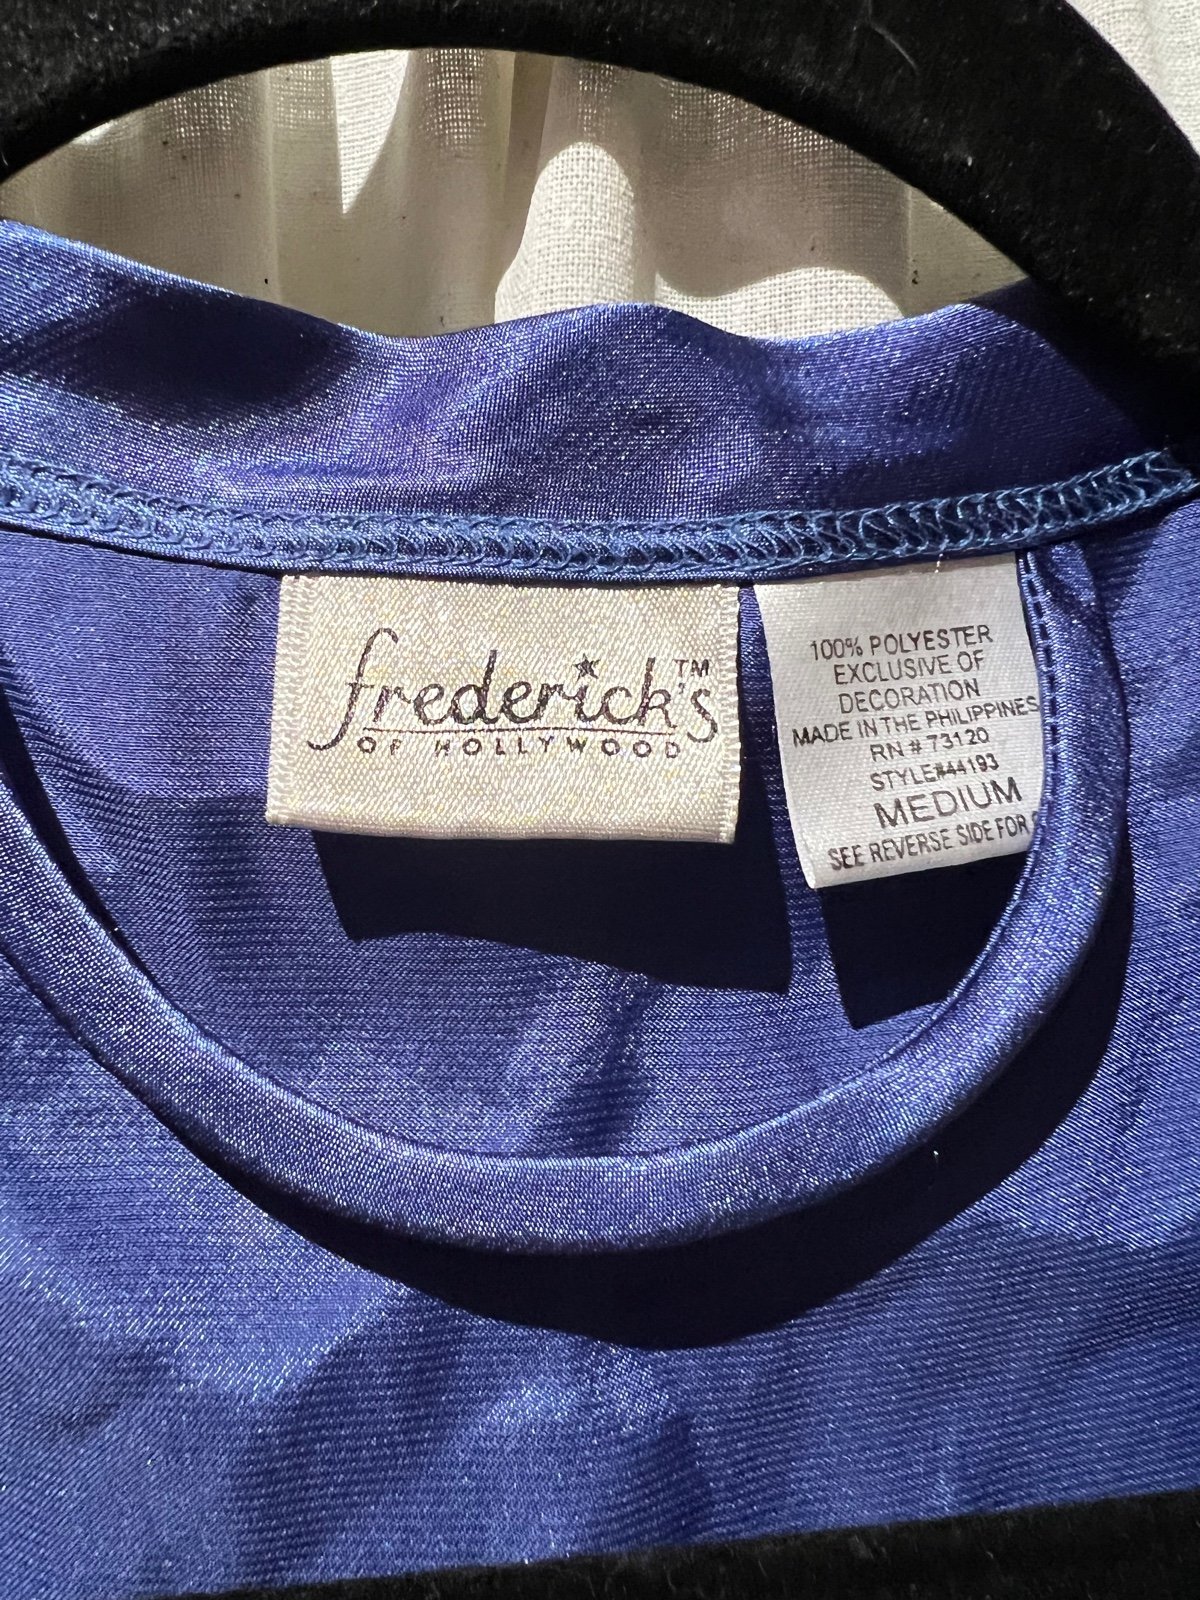 frederick's™
OF HOLLYWOOD
100% POLYESTER
EXCLUSIVE OF
DECORATION
MADE IN THE PHILIPPINES
RN # 73120
STYLE#44193
MEDIUM
SEE REVERSE SIDE FOR